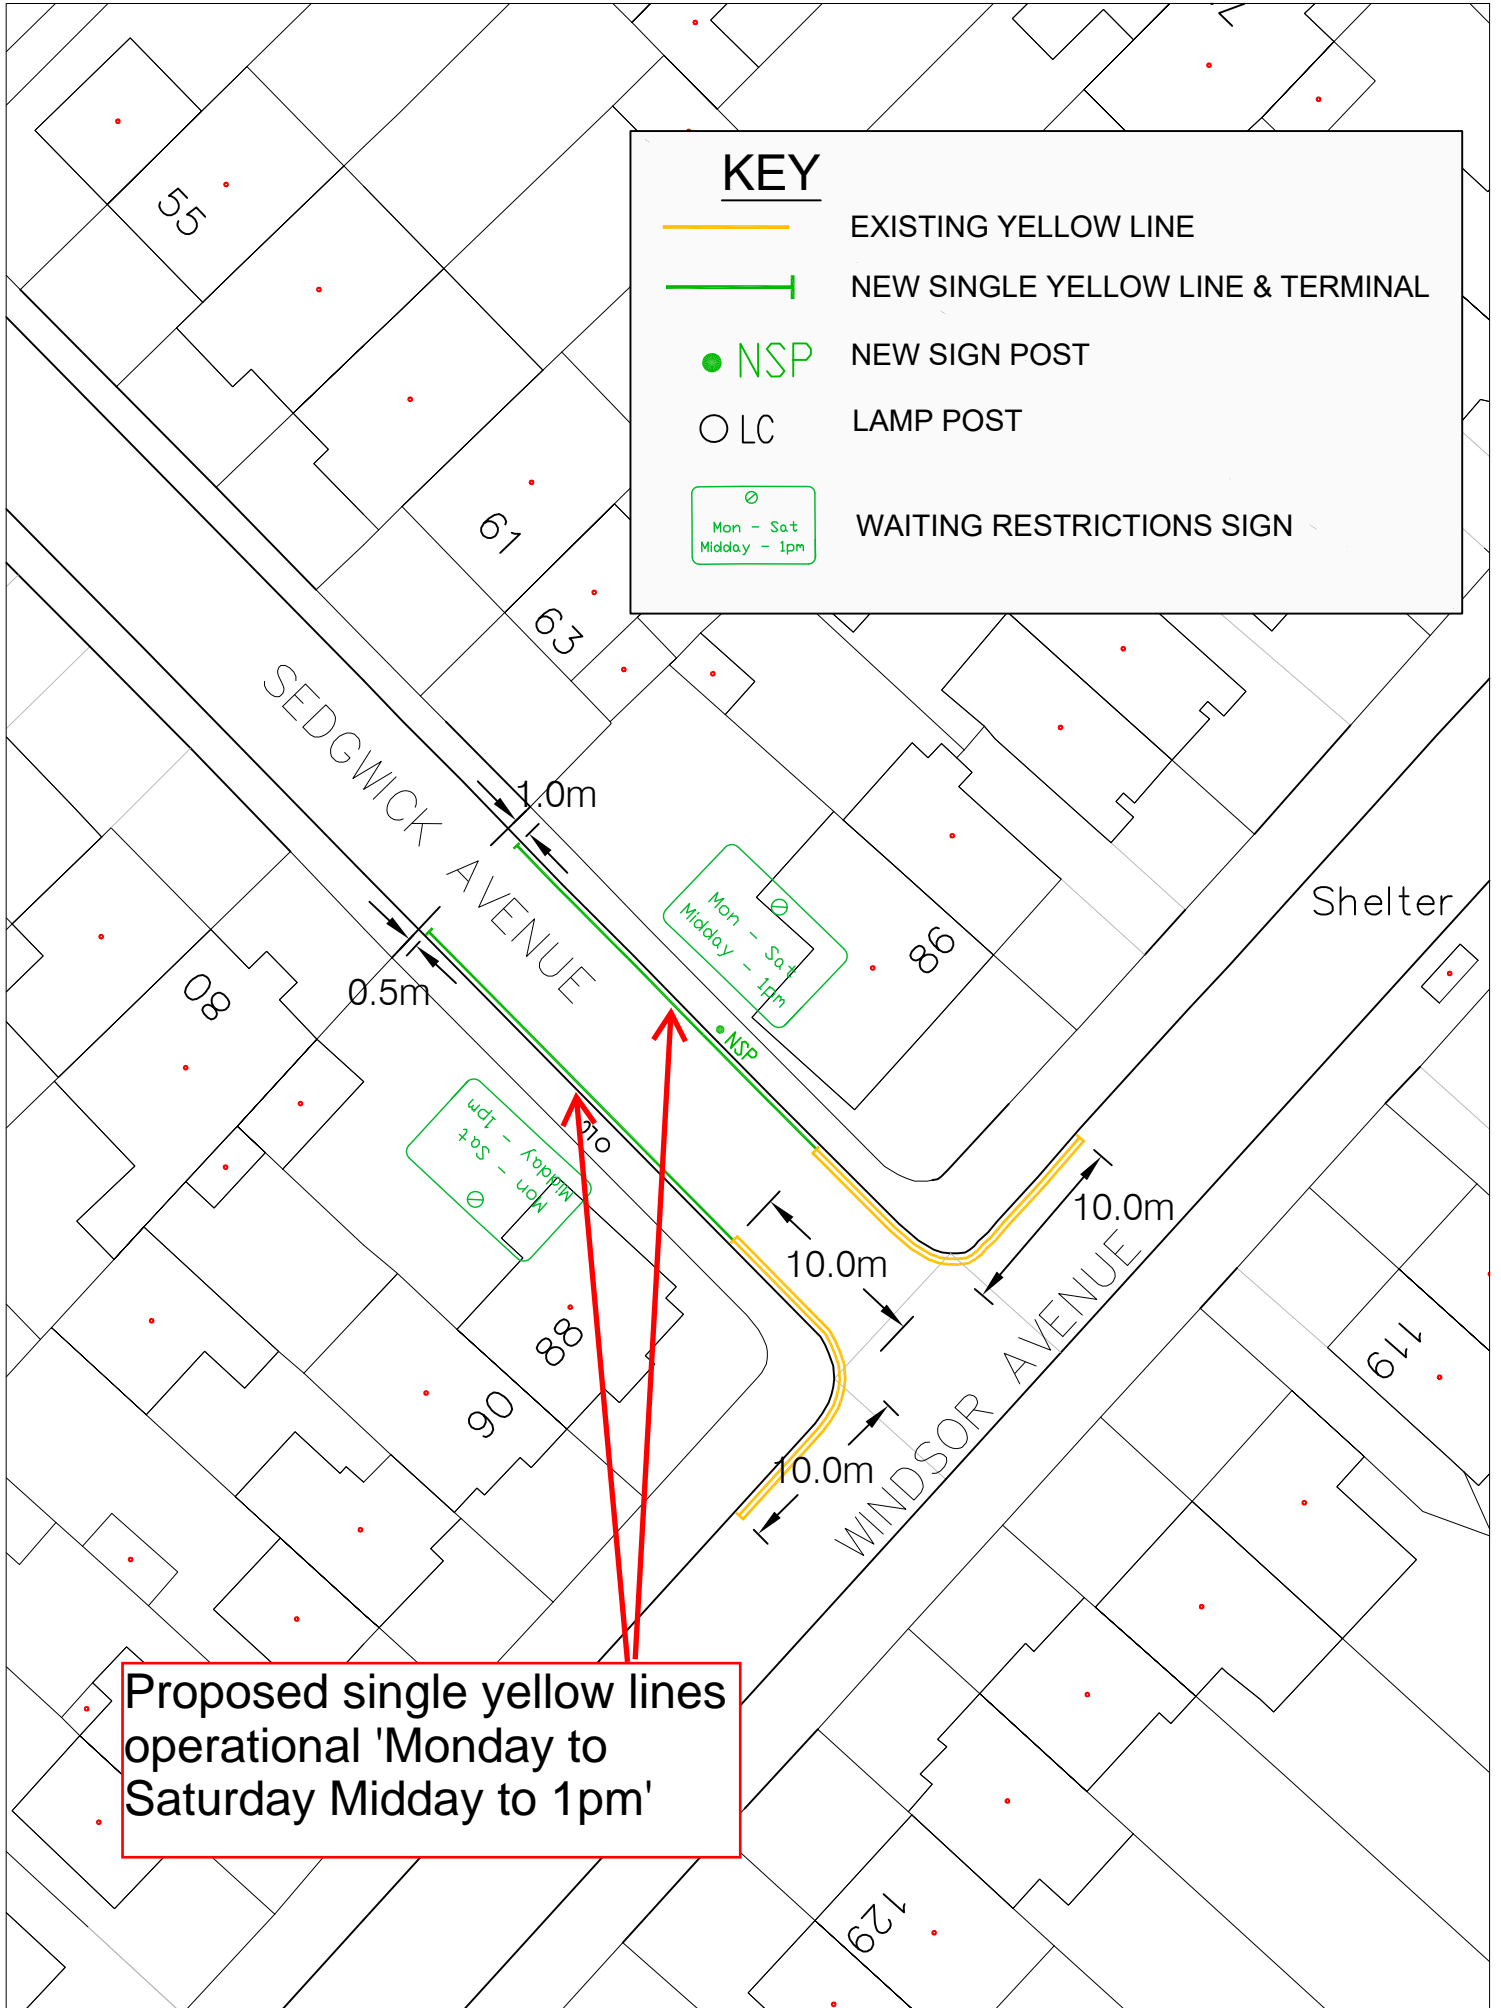 55
KEY
EXISTING YELLOW LINE
NEW SINGLE YELLOW LINE & TERMINAL
NSP NEW SIGN POST
LC LAMP POST
Mon - Sat
Midday - 1pm
WAITING RESTRICTIONS SIGN
61
63
SEDGWICK AVENUE
1.0m
0.5m
Mon - Sat
Midday - 1pm
86
Shelter
80
NSP
LC
Mon - Sat
Midday - 1pm
10.0m
10.0m
10.0m
WINDSOR AVENUE
88
90
119
Proposed single yellow lines
operational 'Monday to
Saturday Midday to 1pm'
129